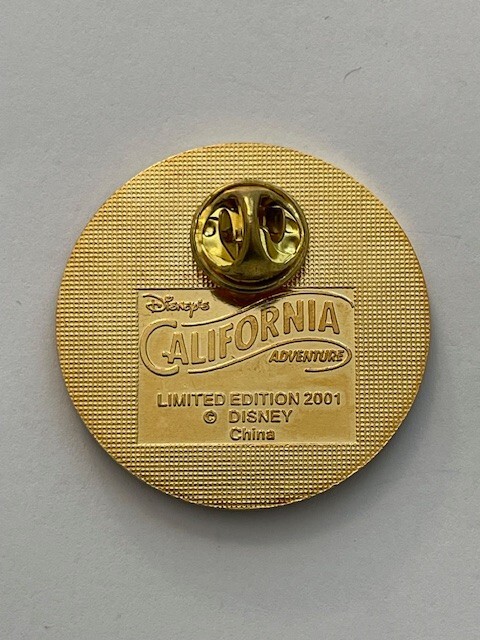 Disney's
CALIFORNIA
ADVENTURE
LIMITED EDITION 2001
© DISNEY
China